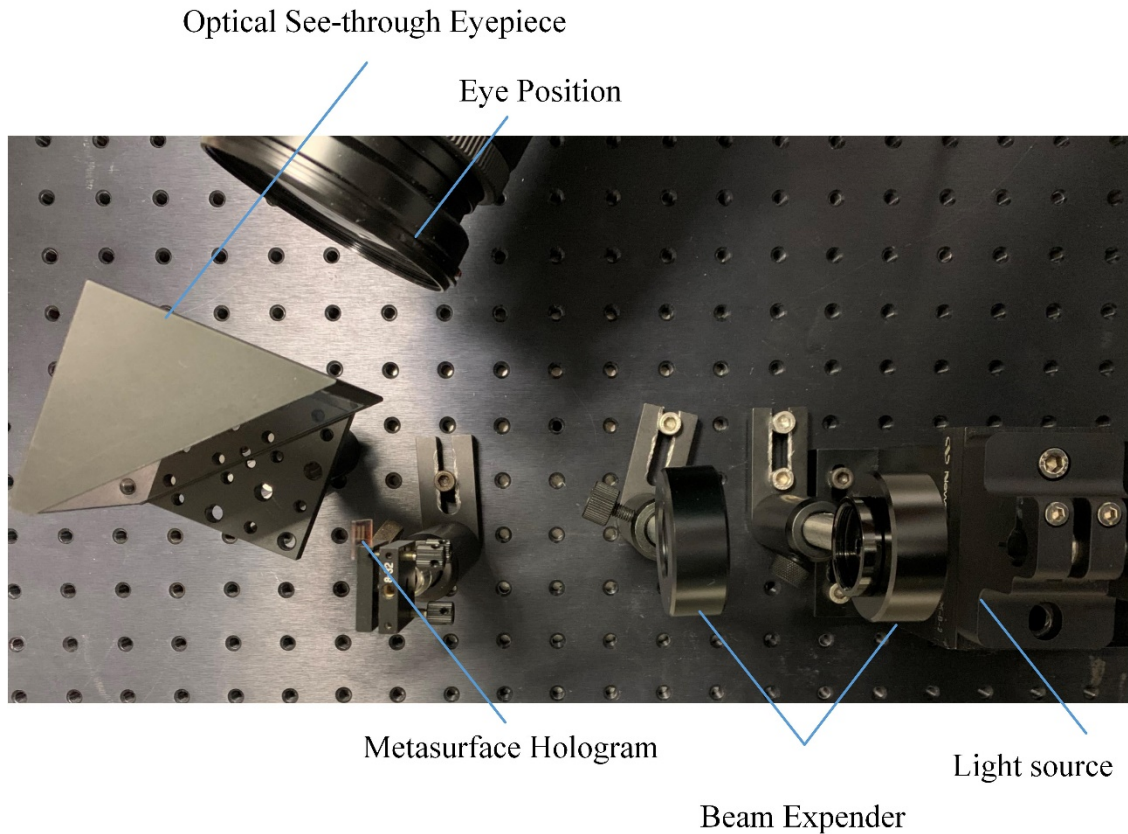 Optical See-through Eyepiece
Eye Position
Metasurface Hologram
Light source
Beam Expender